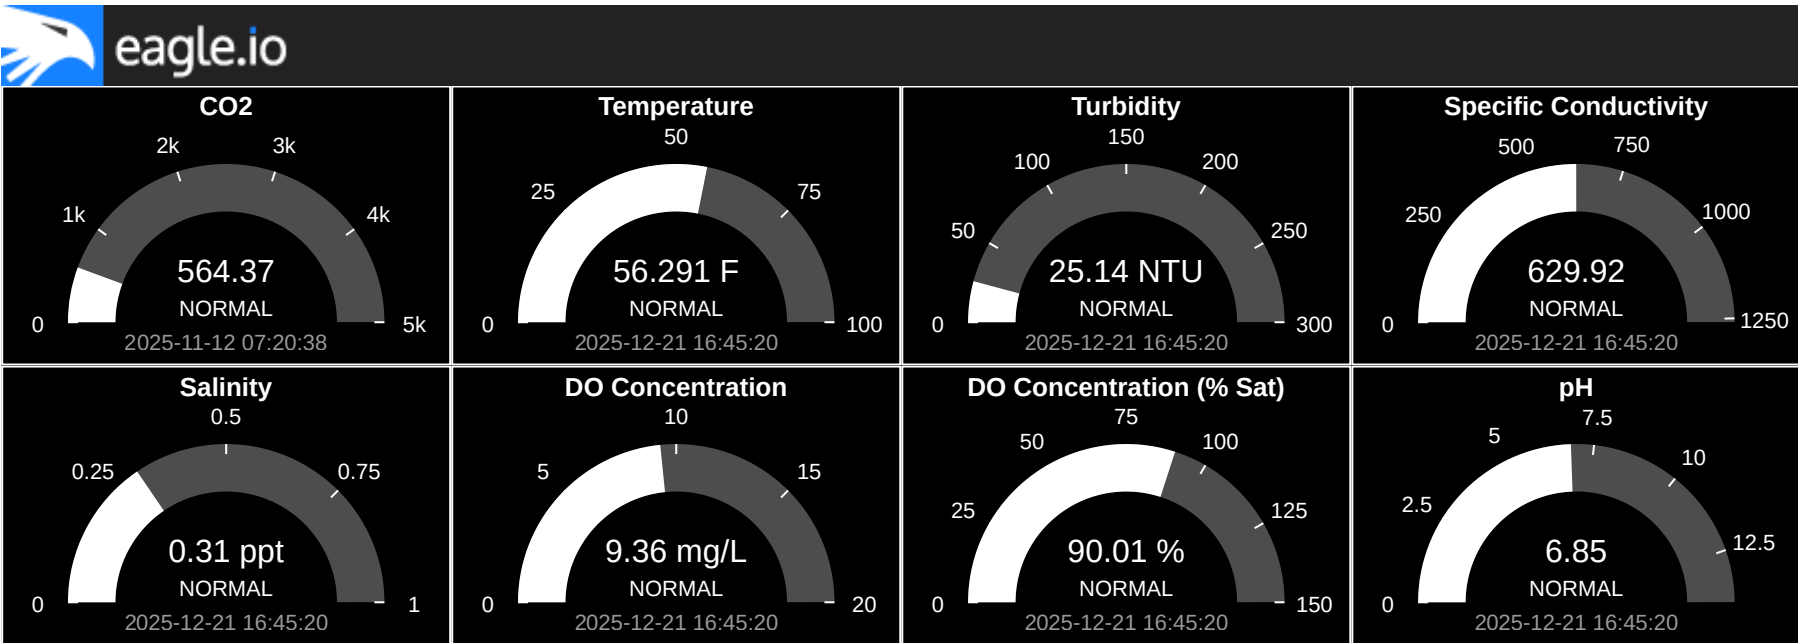 eagle.io
CO2
0
1k
2k
3k
4k
5k
564.37
NORMAL
2025-11-12 07:20:38
Temperature
0
25
50
75
100
56.291 F
NORMAL
2025-12-21 16:45:20
Turbidity
0
50
100
150
200
250
300
25.14 NTU
NORMAL
2025-12-21 16:45:20
Specific Conductivity
0
250
500
750
1000
1250
629.92
NORMAL
2025-12-21 16:45:20
Salinity
0
0.25
0.5
0.75
1
0.31 ppt
NORMAL
2025-12-21 16:45:20
DO Concentration
0
5
10
15
20
9.36 mg/L
NORMAL
2025-12-21 16:45:20
DO Concentration (% Sat)
0
25
50
75
100
125
150
90.01 %
NORMAL
2025-12-21 16:45:20
pH
0
2.5
5
7.5
10
12.5
6.85
NORMAL
2025-12-21 16:45:20